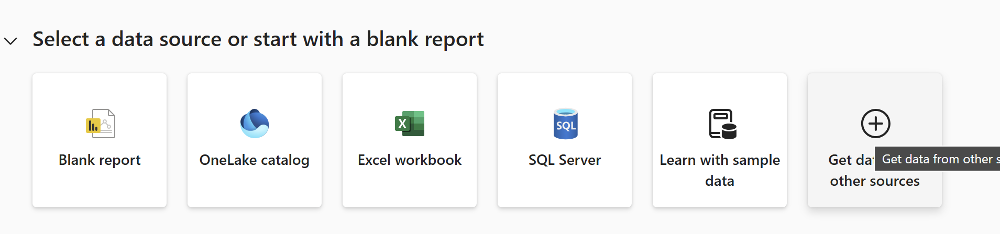 Select a data source or start with a blank report
Blank report
OneLake catalog
Excel workbook
SQL
SQL Server
Learn with sample
data
Get
other sources
Get data from other